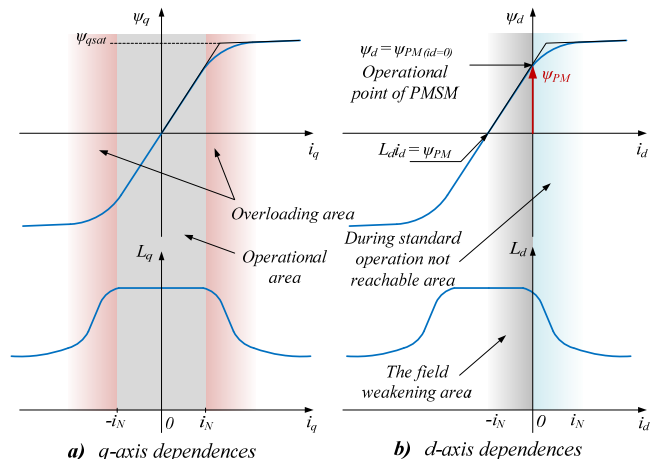 ψq
ψqsat
iq
Overloading area
Operational
area
Lq
-iN
0
iN
iq
a) q-axis dependences
ψd
ψd = ψPM (id=0)
Operational
point of PMSM
ψPM
Ldid = ψPM
id
During standard
operation not
reachable area
Ld
The field
weakening area
-iN
0
iN
id
b) d-axis dependences